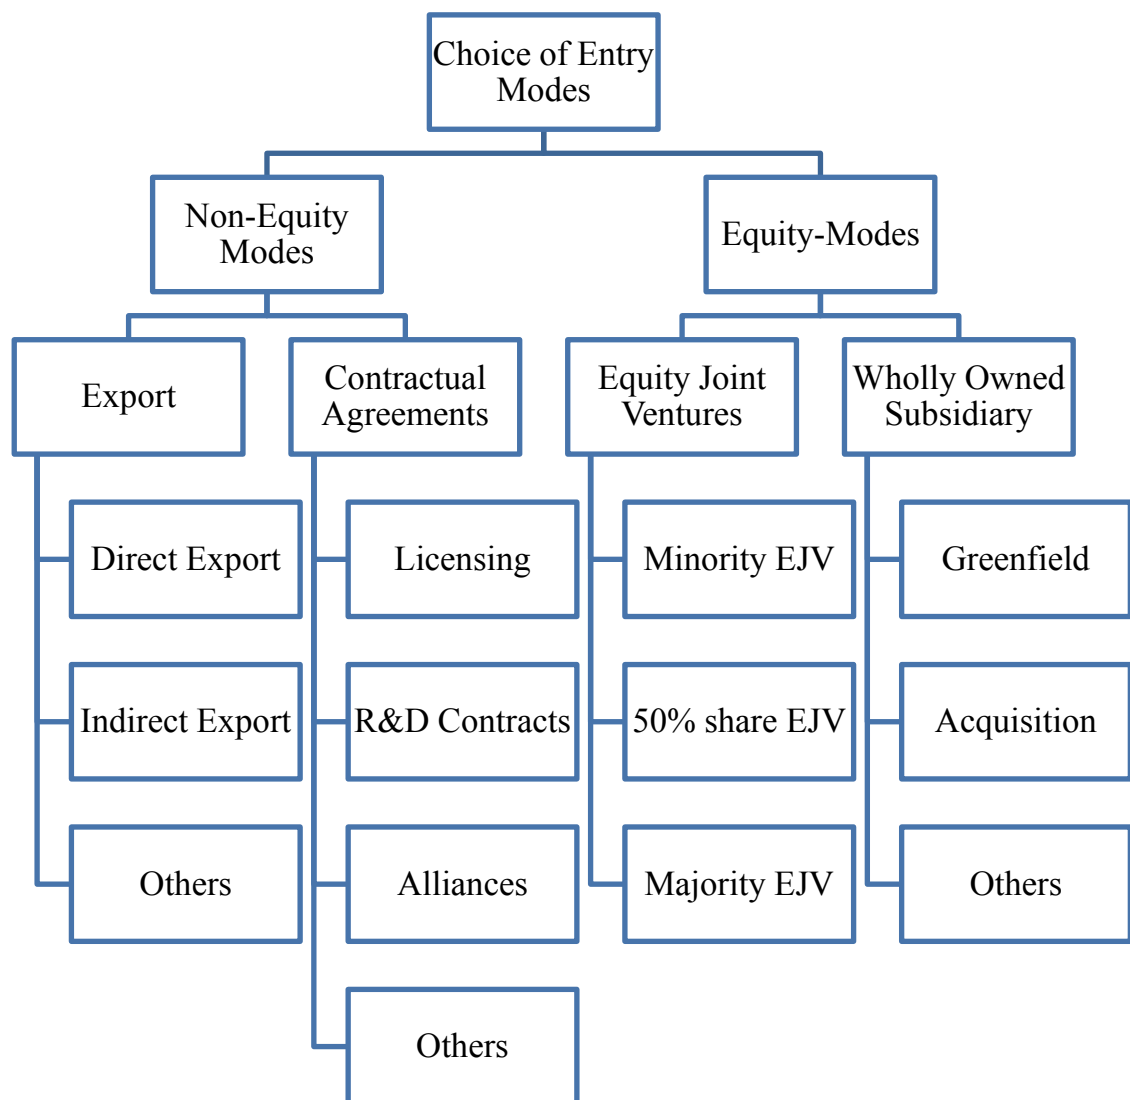 Choice of Entry
Modes
Non-Equity
Modes
Equity-Modes
Export
Contractual
Agreements
Equity Joint
Ventures
Wholly Owned
Subsidiary
Direct Export
Licensing
Minority EJV
Greenfield
Indirect Export
R&D Contracts
50% share EJV
Acquisition
Others
Alliances
Majority EJV
Others
Others